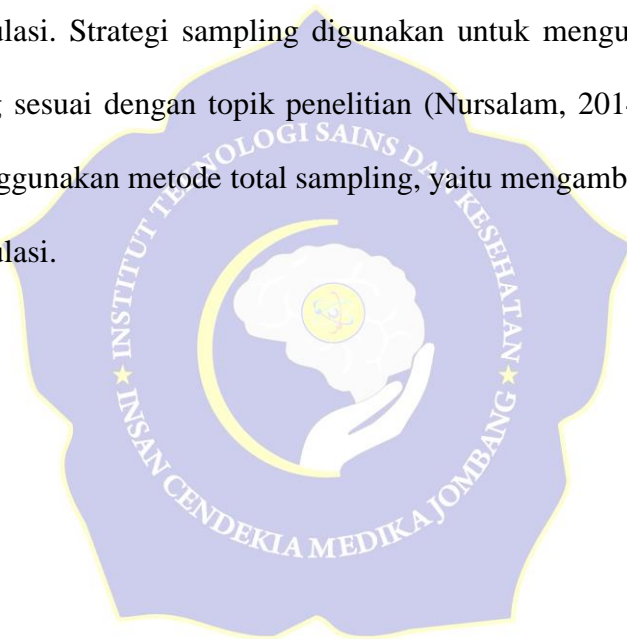 ulasi. Strategi sampling digunakan untuk mengu
sesuai dengan topik penelitian (Nursalam, 2014
ggunakan metode total sampling, yaitu mengamb
ulasi.
INSTITUT TEKNOLOGI SAINS DAN KESEHATAN
INSAN CENDEKIA MEDIKA JOMBANG